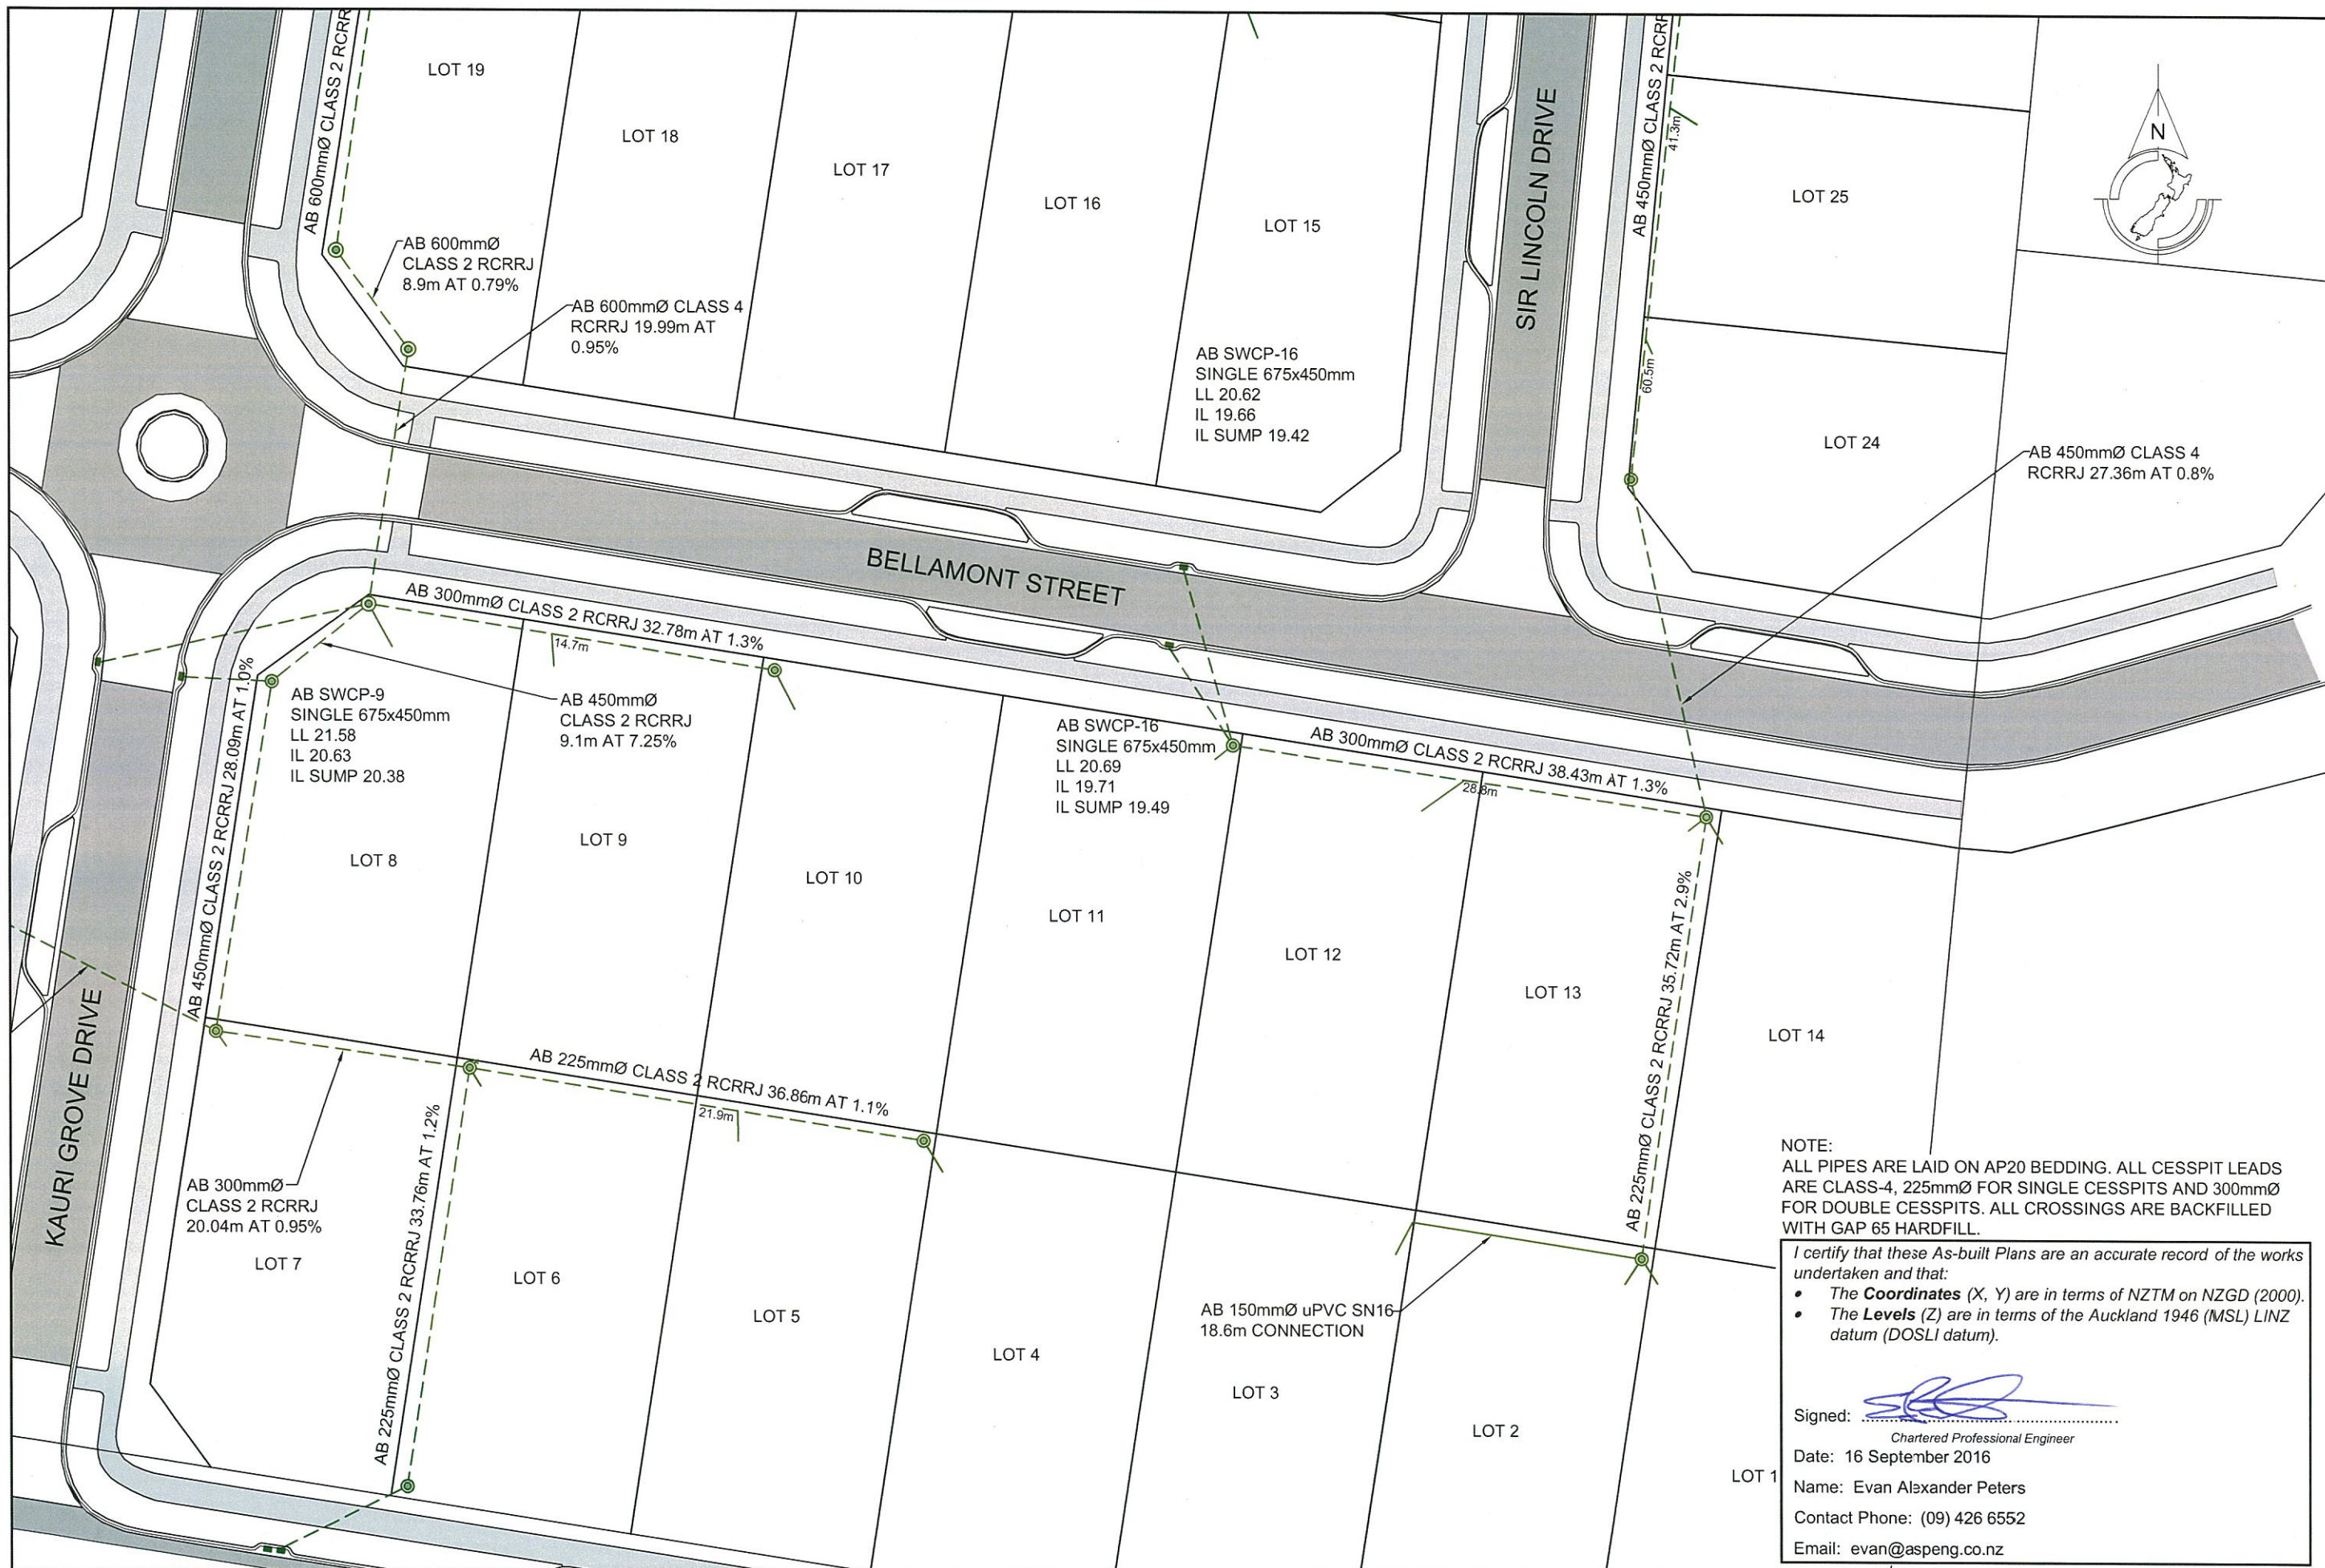 LOT 19
LOT 18
LOT 17
LOT 16
LOT 15
AB 600mmØ CLASS 2 RCRR
AB 600mmØ
CLASS 2 RCRRJ
8.9m AT 0.79%
AB 600mmØ CLASS 4
RCRRJ 19.99m AT
0.95%
AB SWCP-16
SINGLE 675x450mm
LL 20.62
IL 19.66
IL SUMP 19.42
SIR LINCOLN DRIVE
AB 450mmØ CLASS 2 RCRR
41.3m
60.5m
LOT 25
LOT 24
N
AB 450mmØ CLASS 4
RCRRJ 27.36m AT 0.8%
BELLAMONT STREET
AB 300mmØ CLASS 2 RCRRJ 32.78m AT 1.3%
14.7m
AB 450mmØ CLASS 2 RCRRJ 28.09m AT 1.0%
AB SWCP-9
SINGLE 675x450mm
LL 21.58
IL 20.63
IL SUMP 20.38
AB 450mmØ
CLASS 2 RCRRJ
9.1m AT 7.25%
AB SWCP-16
SINGLE 675x450mm
LL 20.69
IL 19.71
IL SUMP 19.49
AB 300mmØ CLASS 2 RCRRJ 38.43m AT 1.3%
28.8m
LOT 8
LOT 9
LOT 10
LOT 11
LOT 12
LOT 13
LOT 14
AB 225mmØ CLASS 2 RCRRJ 35.72m AT 2.9%
KAURI GROVE DRIVE
AB 225mmØ CLASS 2 RCRRJ 36.86m AT 1.1%
21.9m
AB 300mmØ
CLASS 2 RCRRJ
20.04m AT 0.95%
AB 225mmØ CLASS 2 RCRRJ 33.76m AT 1.2%
LOT 7
LOT 6
LOT 5
LOT 4
LOT 3
LOT 2
LOT 1
AB 150mmØ uPVC SN16
18.6m CONNECTION
NOTE:
ALL PIPES ARE LAID ON AP20 BEDDING. ALL CESSPIT LEADS
ARE CLASS-4, 225mmØ FOR SINGLE CESSPITS AND 300mmØ
FOR DOUBLE CESSPITS. ALL CROSSINGS ARE BACKFILLED
WITH GAP 65 HARDFILL.
I certify that these As-built Plans are an accurate record of the works
undertaken and that:
• The Coordinates (X, Y) are in terms of NZTM on NZGD (2000).
• The Levels (Z) are in terms of the Auckland 1946 (MSL) LINZ
datum (DOSLI datum).
Signed:
Chartered Professional Engineer
Date: 16 September 2016
Name: Evan Alexander Peters
Contact Phone: (09) 426 6552
Email: evan@aspeng.co.nz